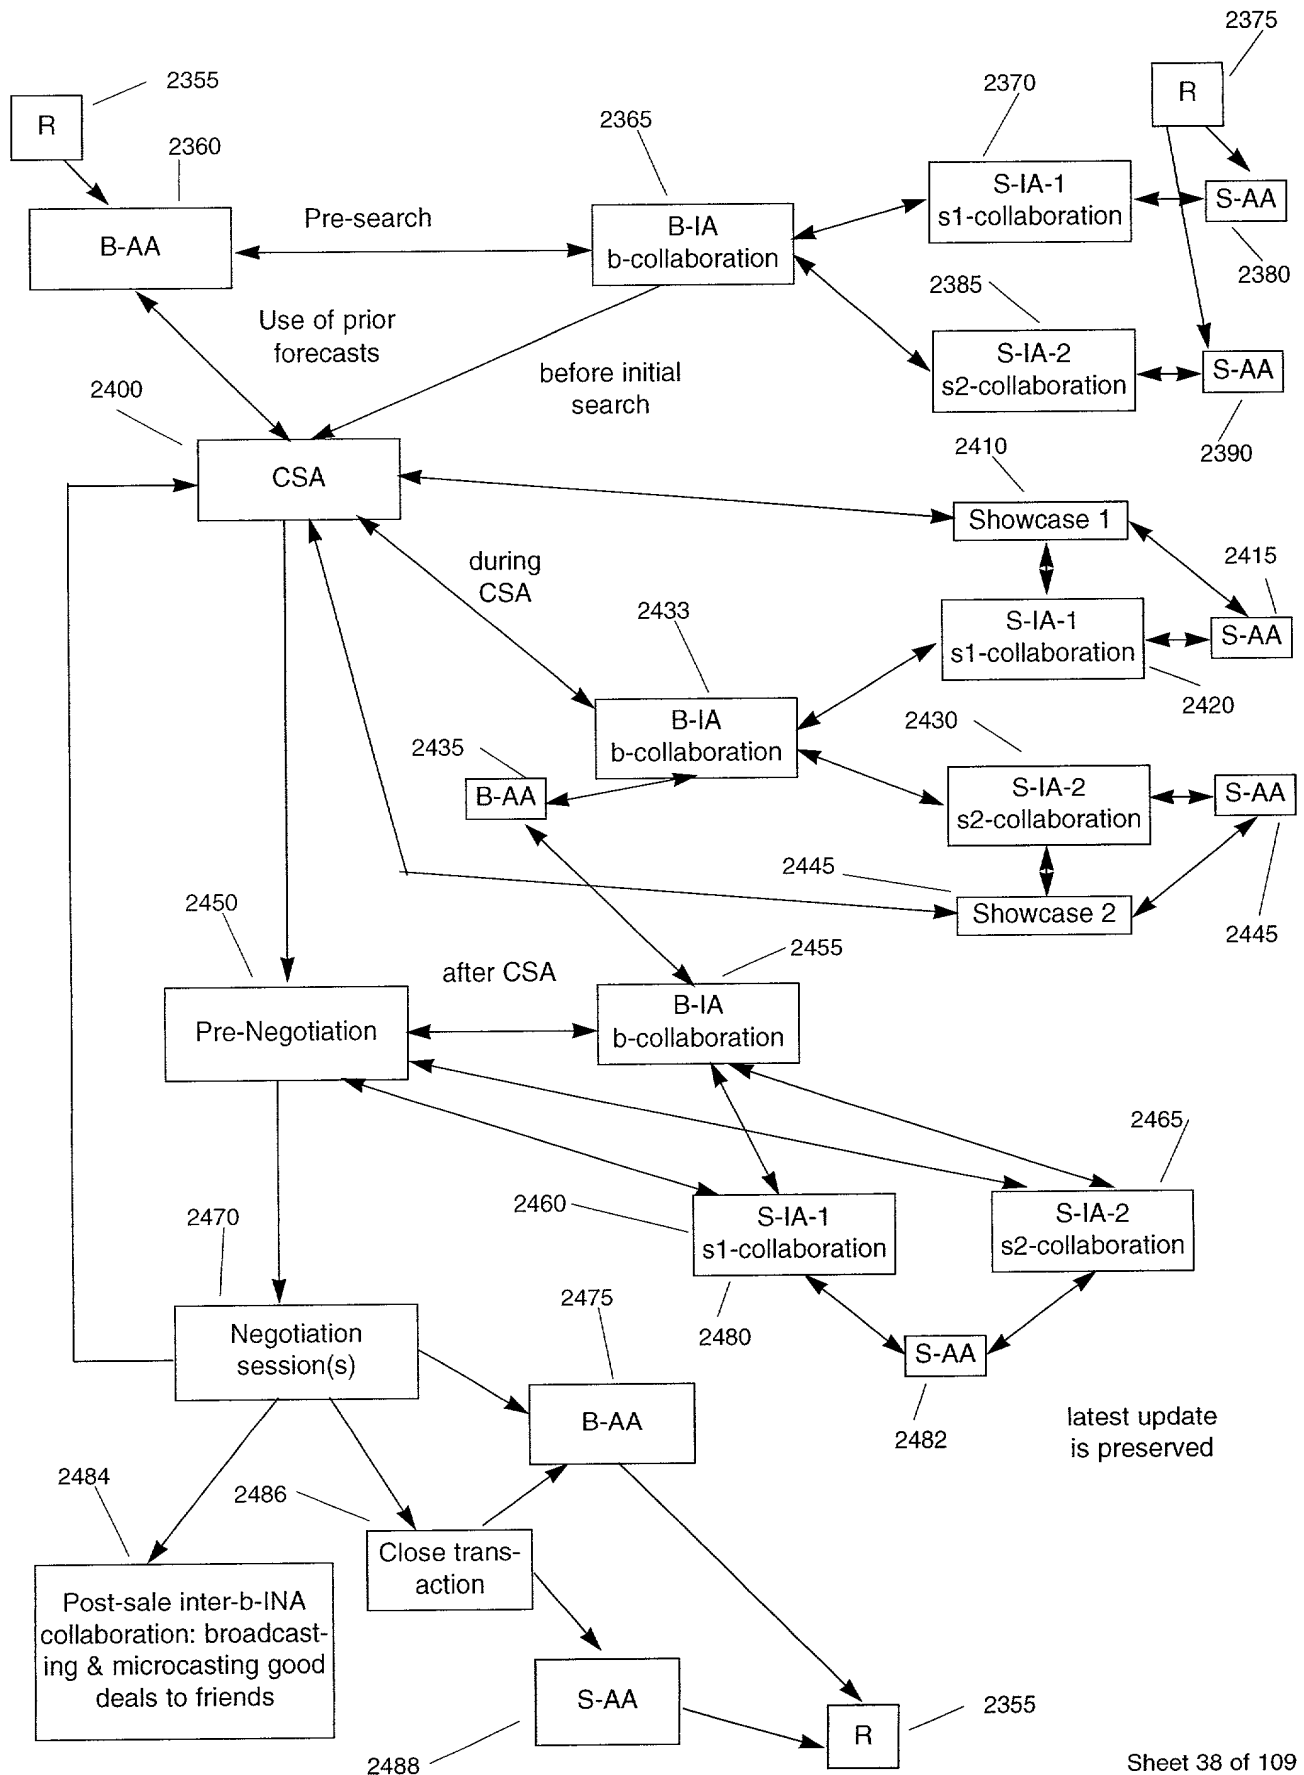 2375
2355
R
R
2370
2365
2360
S-IA-1
s1-collaboration
S-AA
B-AA
Pre-search
B-IA
b-collaboration
2380
2385
Use of prior
forecasts
S-IA-2
s2-collaboration
S-AA
before initial
search
2400
2390
2410
CSA
Showcase 1
during
CSA
2415
2433
S-IA-1
s1-collaboration
S-AA
2420
2430
B-IA
b-collaboration
2435
B-AA
S-IA-2
s2-collaboration
S-AA
2445
Showcase 2
2445
2450
2455
after CSA
B-IA
b-collaboration
Pre-Negotiation
2465
2460
S-IA-1
s1-collaboration
S-IA-2
s2-collaboration
2470
2475
2480
Negotiation
session(s)
S-AA
B-AA
2482
latest update
is preserved
2484
2486
Close trans-
action
Post-sale inter-b-INA
collaboration: broadcast-
ing & microcasting good
deals to friends
S-AA
2355
R
2488
Sheet 38 of 109